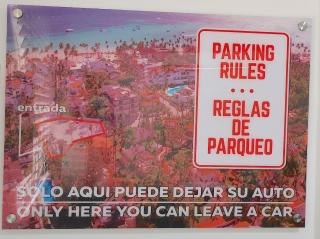 PARKING
RULES
...
REGLAS
DE
PARQUEO
entrada
SOLO AQUI PUEDE DEJAR SU AUTO
ONLY HERE YOU CAN LEAVE A CAR